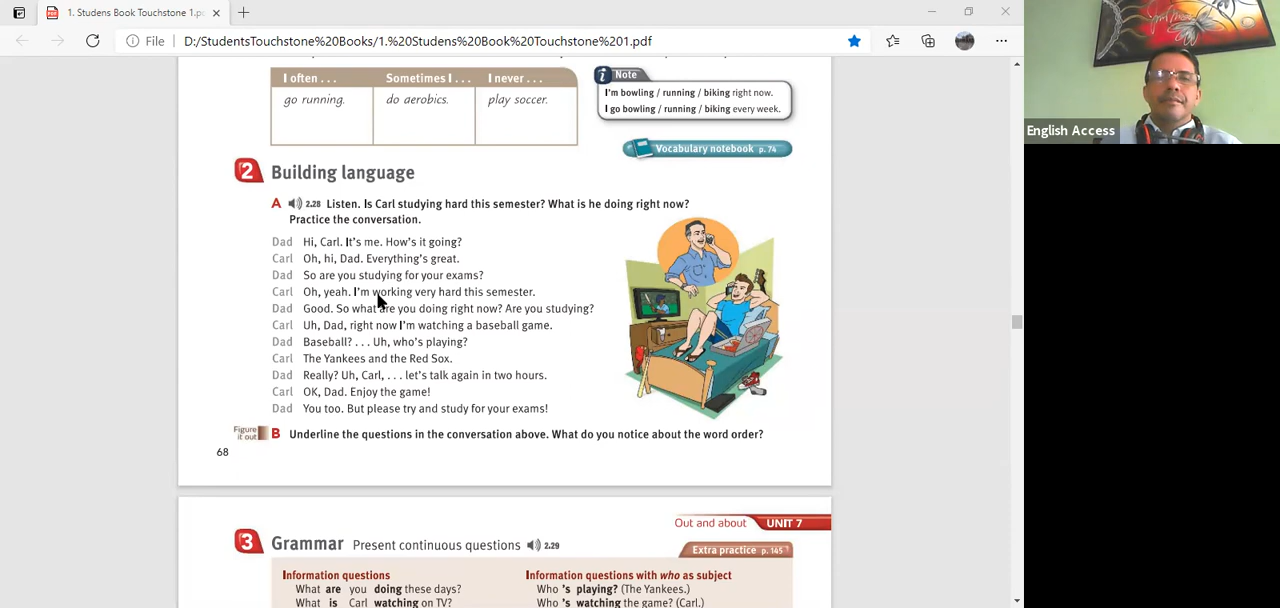 1. Studens Book Touchstone 1.p
File
D:/StudentsTouchstone%20Books/1.%20Studens%20Book%20Touchstone%201.pdf
I often . . .
Sometimes I . . .
I never . . .
go running.
do aerobics.
play soccer.
i Note
I'm bowling / running / biking right now.
I go bowling / running / biking every week.
Vocabulary notebook p. 74
English Access
2 Building language
A 2.28 Listen. Is Carl studying hard this semester? What is he doing right now?
Practice the conversation.
Dad Hi, Carl. It's me. How's it going?
Carl Oh, hi, Dad. Everything's great.
Dad So are you studying for your exams?
Carl Oh, yeah. I'm working very hard this semester.
Dad Good. So what are you doing right now? Are you studying?
Carl Uh, Dad, right now I'm watching a baseball game.
Dad Baseball? . . . Uh, who's playing?
Carl The Yankees and the Red Sox.
Dad Really? Uh, Carl, . . . let's talk again in two hours.
Carl OK, Dad. Enjoy the game!
Dad You too. But please try and study for your exams!
Figure
it out
B Underline the questions in the conversation above. What do you notice about the word order?
68
Out and about UNIT 7
3 Grammar Present continuous questions 2.29
Extra practice p. 145
Information questions
Information questions with who as subject
What are you doing these days?
Who 's playing? (The Yankees.)
What is Carl watching on TV?
Who 's watching the game? (Carl.)